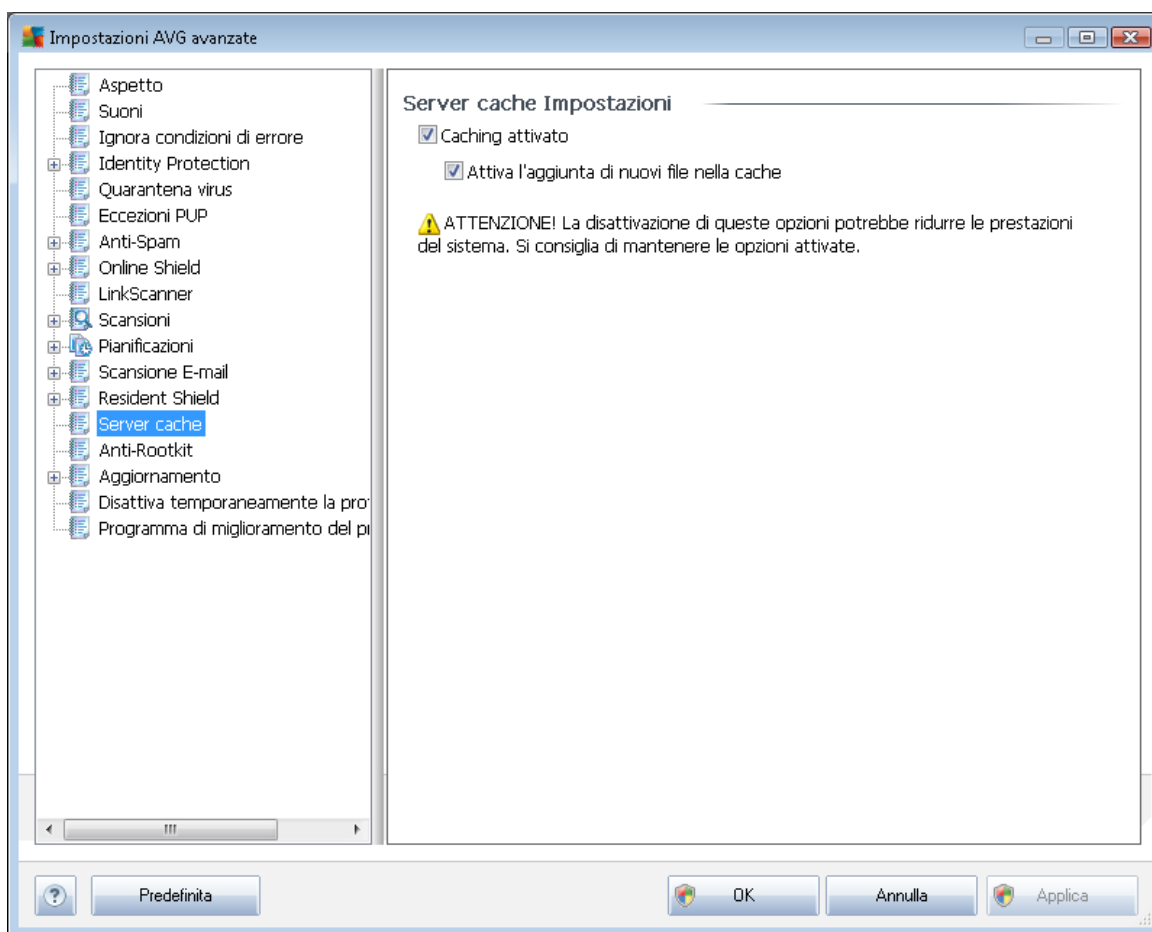 Impostazioni AVG avanzate
Aspetto
Suoni
Ignora condizioni di errore
Identity Protection
Quarantena virus
Eccezioni PUP
Anti-Spam
Online Shield
LinkScanner
Scansioni
Pianificazioni
Scansione E-mail
Resident Shield
Server cache
Anti-Rootkit
Aggiornamento
Disattiva temporaneamente la pro
Programma di miglioramento del p
Server cache Impostazioni
Caching attivato
Attiva l'aggiunta di nuovi file nella cache
ATTENZIONE! La disattivazione di queste opzioni potrebbe ridurre le prestazioni
del sistema. Si consiglia di mantenere le opzioni attivate.
?
Predefinita
OK
Annulla
Applica